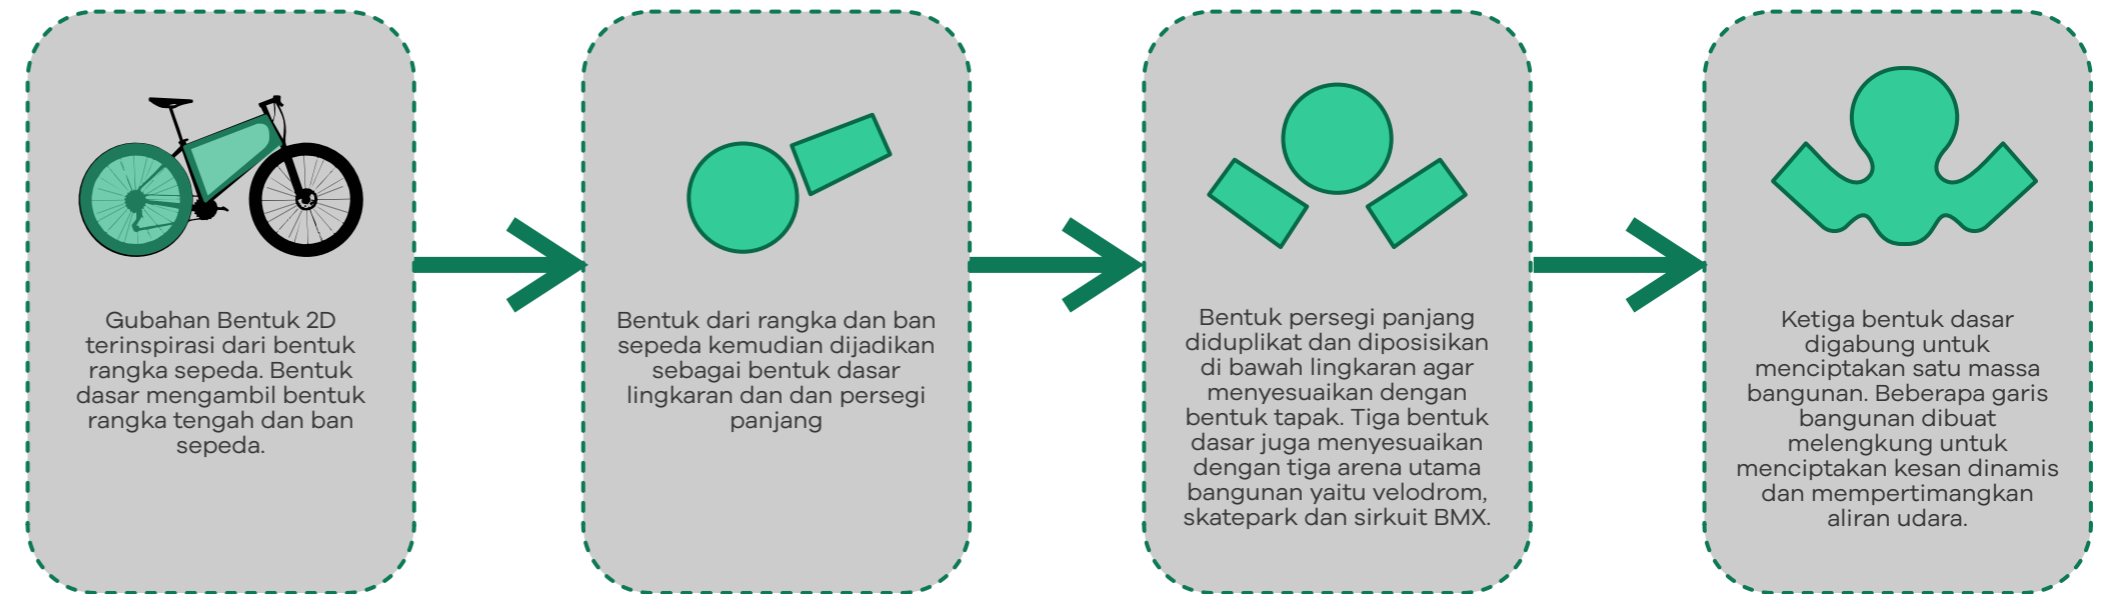 Gubahan Bentuk 2D
terinspirasi dari bentuk
rangka sepeda. Bentuk
dasar mengambil bentuk
rangka tengah dan ban
sepeda.
Bentuk dari rangka dan ban
sepeda kemudian dijadikan
sebagai bentuk dasar
lingkaran dan dan persegi
panjang
Bentuk persegi panjang
diduplikat dan diposisikan
di bawah lingkaran agar
menyesuaikan dengan
bentuk tapak. Tiga bentuk
dasar juga menyesuaikan
dengan tiga arena utama
bangunan yaitu velodrom,
skatepark dan sirkuit BMX.
Ketiga bentuk dasar
digabung untuk
menciptakan satu massa
bangunan. Beberapa garis
bangunan dibuat
melengkung untuk
menciptakan kesan dinamis
dan mempertimangkan
aliran udara.